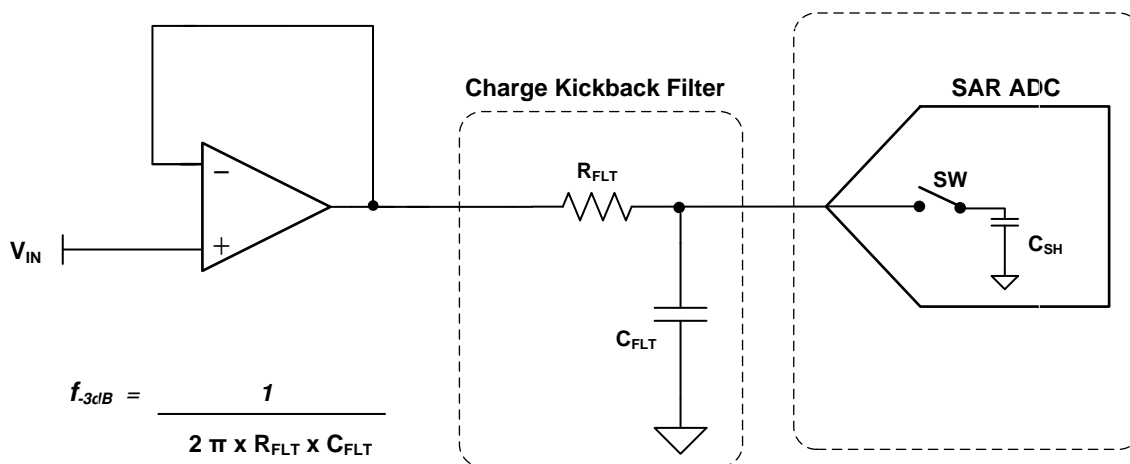 Charge Kickback Filter
SAR ADC
R_FLT
SW
−
+
V_IN
C_SH
C_FLT
f_-3dB = 1
2 π x R_FLT x C_FLT